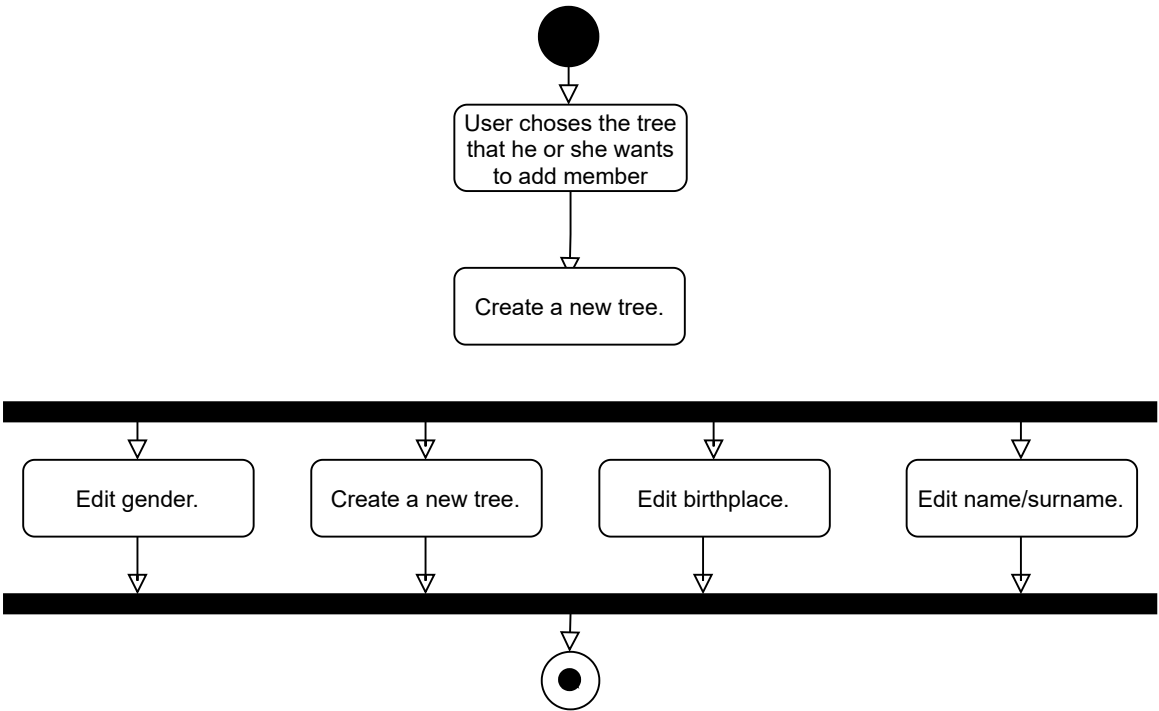 User choses the tree
that he or she wants
to add member
Create a new tree.
Edit gender.
Create a new tree.
Edit birthplace.
Edit name/surname.